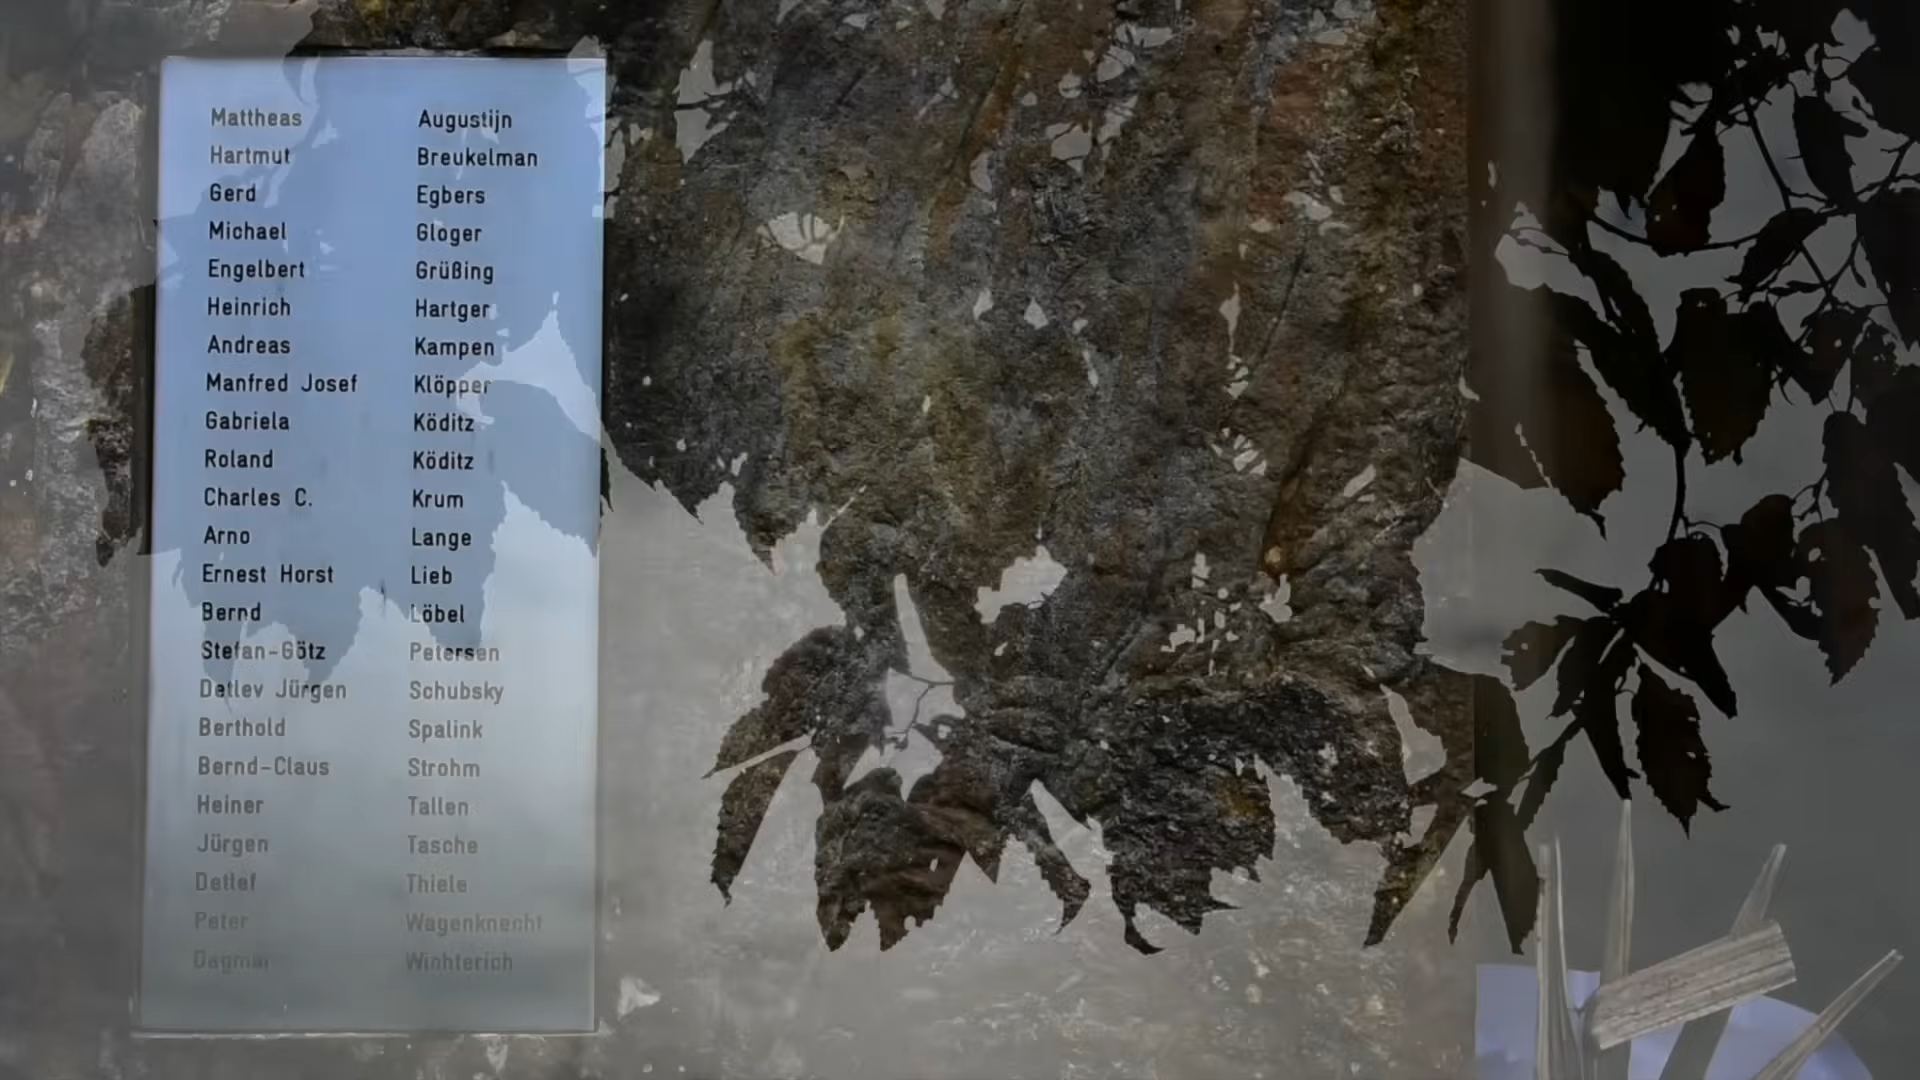 Mattheas Augustijn
Hartmut Breukelman
Gerd Egbers
Michael Gloger
Engelbert Grüßing
Heinrich Hartger
Andreas Kampen
Manfred Josef Klöpper
Gabriela Köditz
Roland Köditz
Charles C. Krum
Arno Lange
Ernest Horst Lieb
Bernd Löbel
Stefan-Götz Petersen
Detlev Jürgen Schubsky
Berthold Spalink
Bernd-Claus Strohm
Heiner Tallen
Jürgen Tasche
Detlef Thiele
Peter Wagenknecht
Dagmar Wichterich